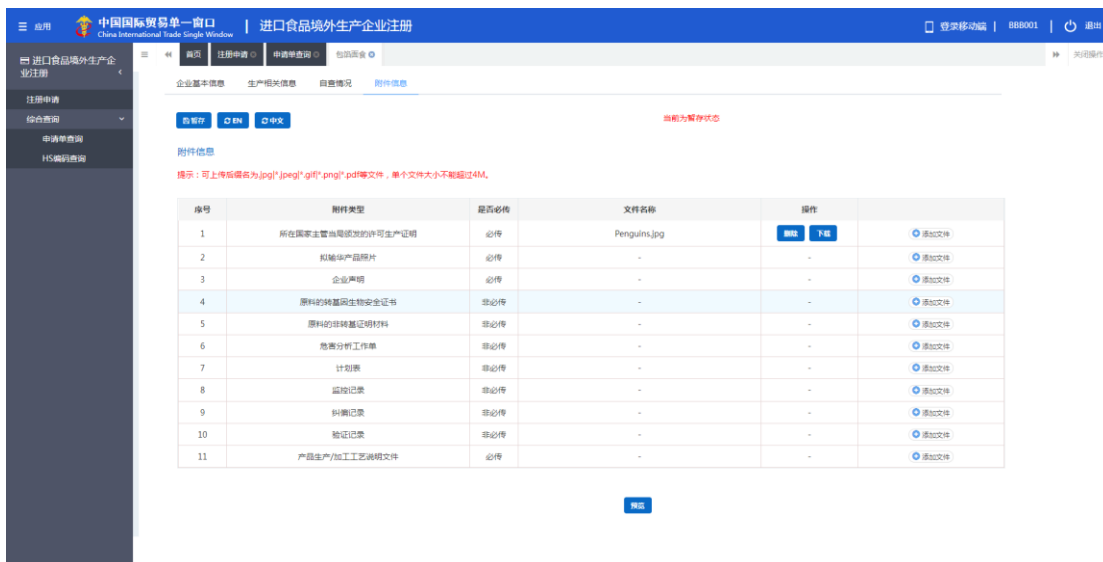 应用 中国国际贸易单一窗口 | 进口食品境外生产企业注册 登录移动端 | BBB001 | 退出
China International Trade Single Window
进口食品境外生产企业注册
注册申请
综合查询
申请单查询
HS编码查询
首页 注册申请 申请单查询 包馅面食 关闭操作
企业基本信息 生产相关信息 自查情况 附件信息
暂存 EN 中文 当前为暂存状态
附件信息
提示：可上传后缀名为.jpg|*.jpeg|*.gif|*.png|*.pdf等文件，单个文件大小不能超过4M。
序号 附件类型 是否必传 文件名称 操作
1 所在国家主管当局颁发的许可生产证明 必传 Penguins.jpg 删除 下载 添加文件
2 拟输华产品照片 必传 - - 添加文件
3 企业声明 必传 - - 添加文件
4 原料的转基因生物安全证书 非必传 - - 添加文件
5 原料的非转基证明材料 非必传 - - 添加文件
6 危害分析工作单 非必传 - - 添加文件
7 计划表 非必传 - - 添加文件
8 监控记录 非必传 - - 添加文件
9 纠偏记录 非必传 - - 添加文件
10 验证记录 非必传 - - 添加文件
11 产品生产/加工工艺说明文件 必传 - - 添加文件
预览